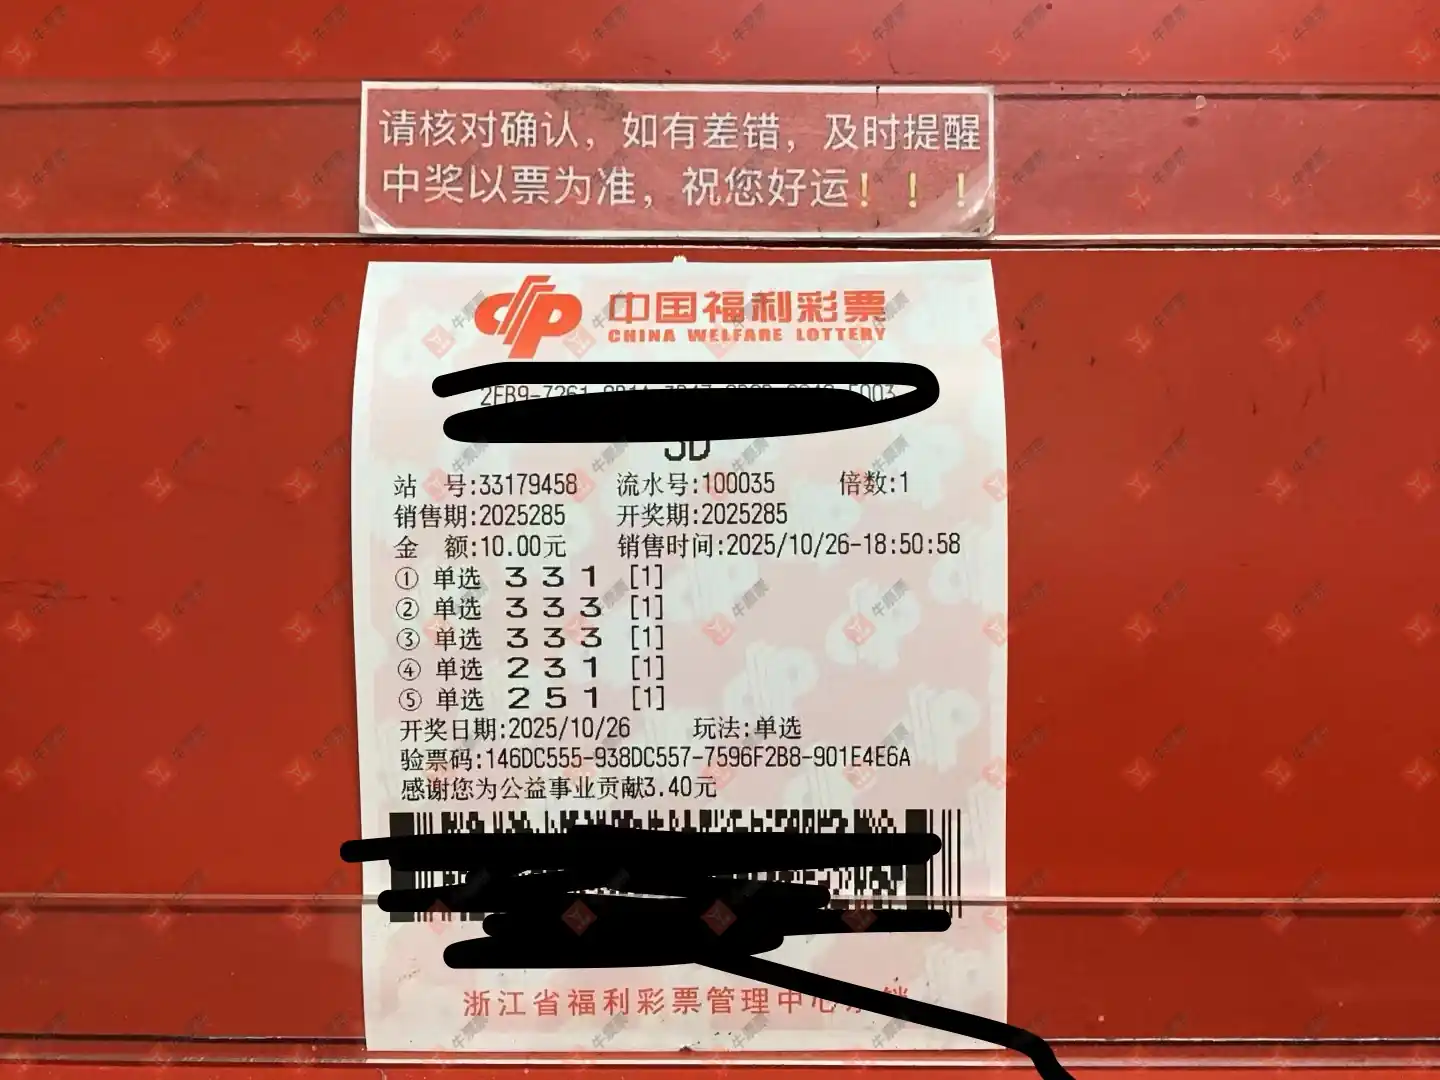 请核对确认，如有差错，及时提醒
中奖以票为准，祝您好运！！！
中国福利彩票
CHINA WELFARE LOTTERY
3D
站 号:33179458 流水号:100035 倍数:1
销售期:2025285 开奖期:2025285
金 额:10.00元 销售时间:2025/10/26-18:50:58
① 单选 3 3 1 [1]
② 单选 3 3 3 [1]
③ 单选 3 3 3 [1]
④ 单选 2 3 1 [1]
⑤ 单选 2 5 1 [1]
开奖日期:2025/10/26 玩法:单选
验票码:146DC555-938DC557-7596F2B8-901E4E6A
感谢您为公益事业贡献3.40元
浙江省福利彩票管理中心
牛票票